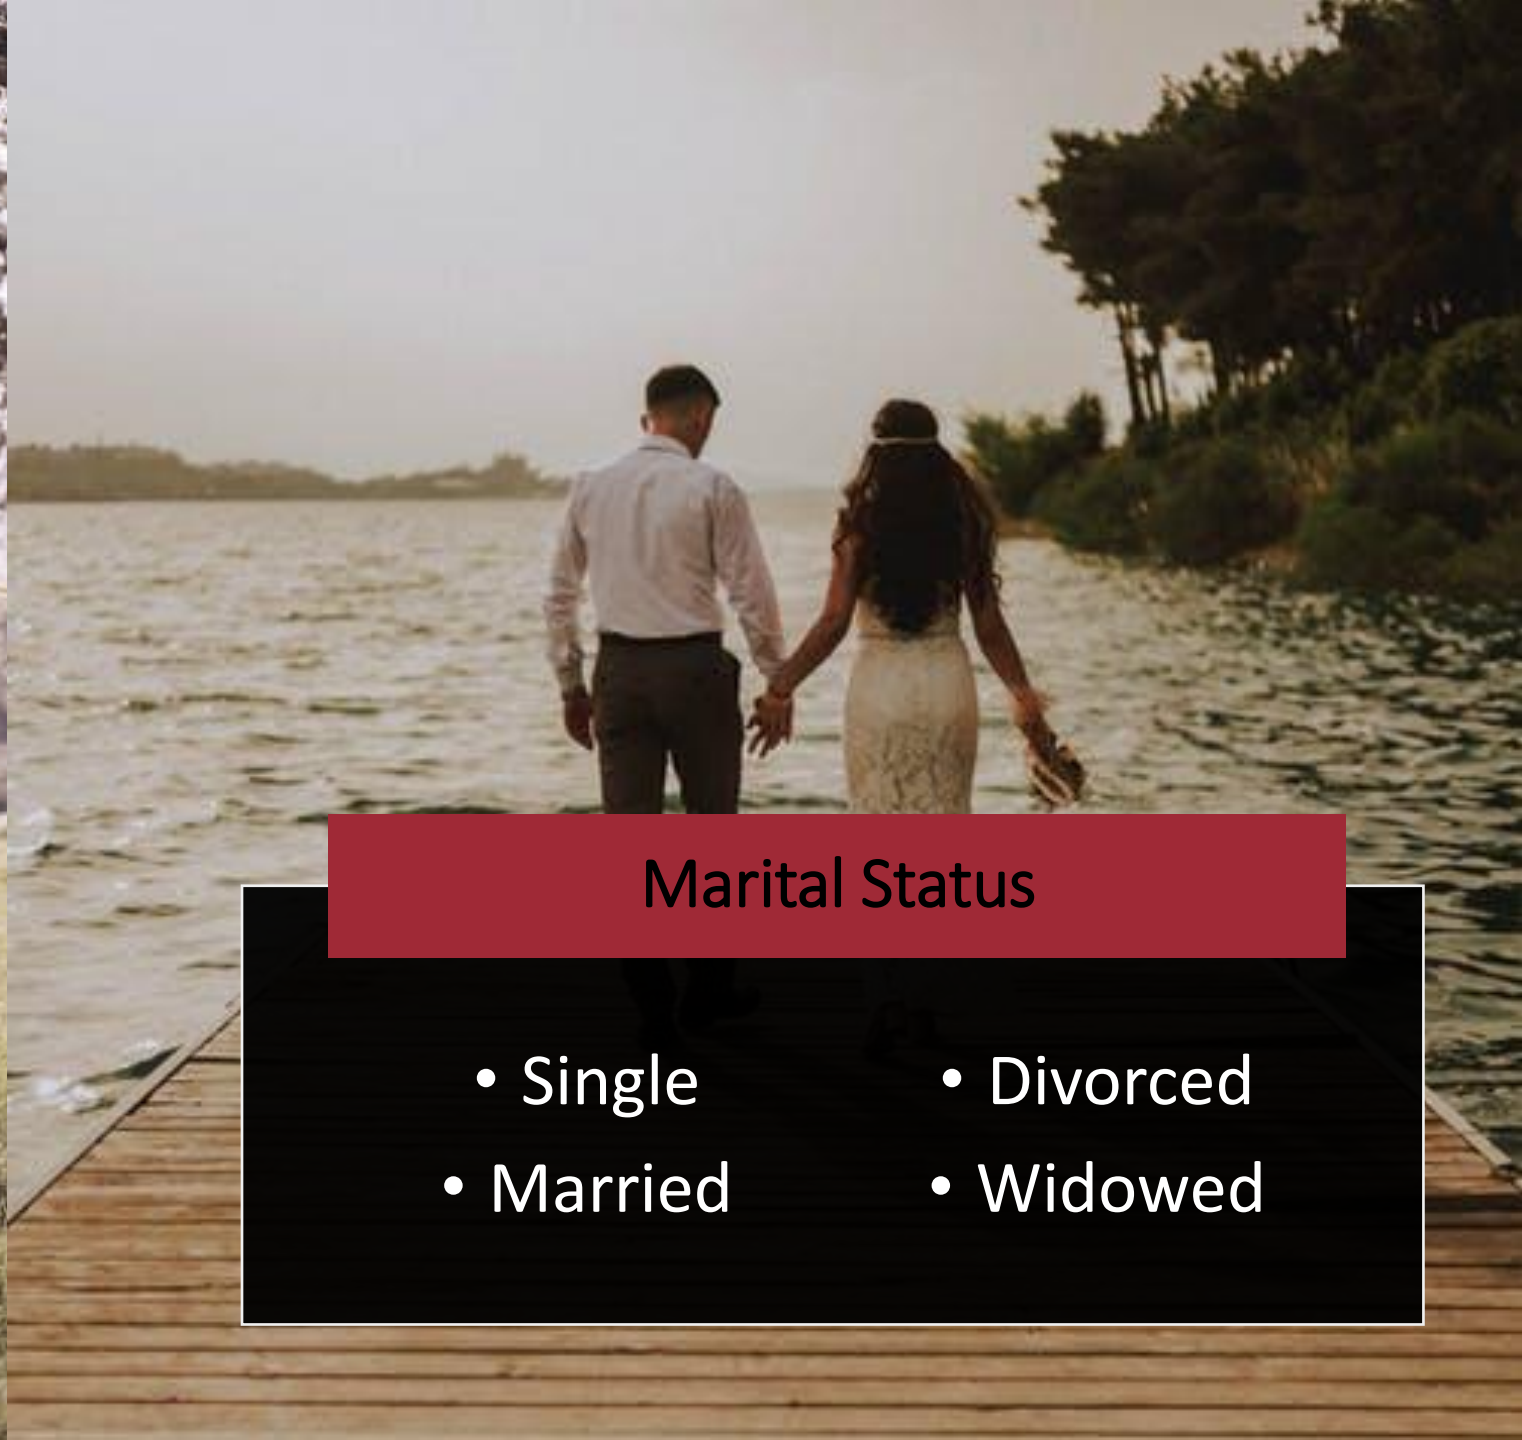 Marital Status
• Single
• Married
• Divorced
• Widowed